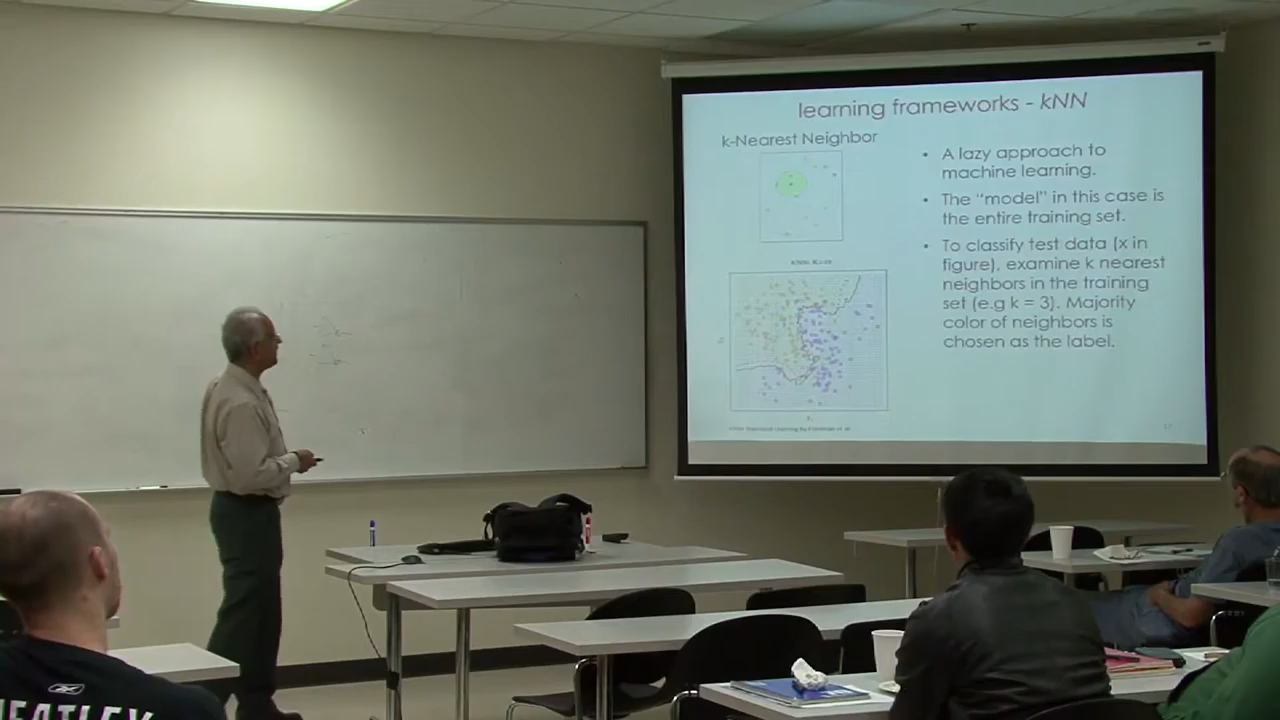 learning frameworks - kNN
k-Nearest Neighbor
• A lazy approach to
machine learning.
• The "model" in this case is
the entire training set.
• To classify test data (x in
figure), examine k nearest
neighbors in the training
set (e.g k = 3). Majority
color of neighbors is
chosen as the label.
17